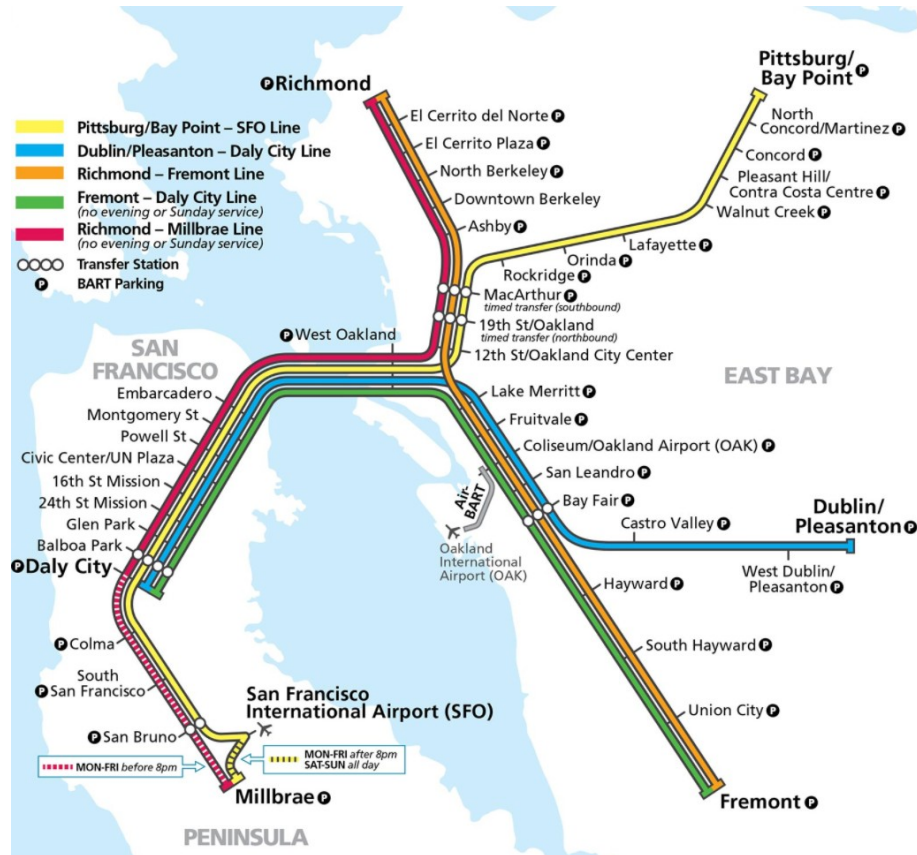 Richmond
Pittsburg/
Bay Point
Pittsburg/Bay Point – SFO Line
Dublin/Pleasanton – Daly City Line
Richmond – Fremont Line
Fremont – Daly City Line
(no evening or Sunday service)
Richmond – Millbrae Line
(no evening or Sunday service)
Transfer Station
P BART Parking
El Cerrito del Norte P
El Cerrito Plaza P
North Berkeley P
Downtown Berkeley
Ashby P
North
Concord/Martinez P
Concord P
Pleasant Hill/
Contra Costa Centre P
Walnut Creek P
Lafayette P
Orinda P
Rockridge P
MacArthur P
timed transfer (southbound)
19th St/Oakland
timed transfer (northbound)
12th St/Oakland City Center
P West Oakland
SAN
FRANCISCO
EAST BAY
Embarcadero
Montgomery St
Powell St
Civic Center/UN Plaza
16th St Mission
24th St Mission
Glen Park
Balboa Park
P Daly City
Lake Merritt P
Fruitvale P
Coliseum/Oakland Airport (OAK) P
San Leandro P
Bay Fair P
Air-
BART
Oakland
International
Airport (OAK)
Castro Valley P
Dublin/
Pleasanton P
West Dublin/
Pleasanton P
Hayward P
South Hayward P
Union City P
Fremont P
P Colma
South
P San Francisco
San Francisco
International Airport (SFO)
P San Bruno
MON-FRI before 8pm
MON-FRI after 8pm
SAT-SUN all day
Millbrae P
PENINSULA